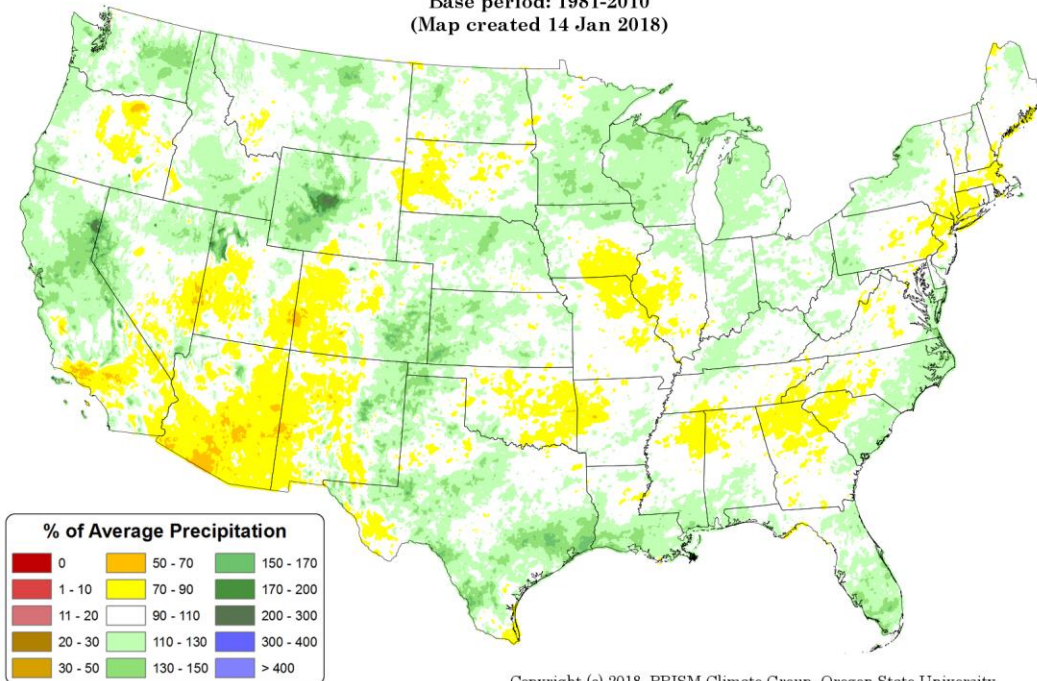 Base period: 1981-2010
(Map created 14 Jan 2018)
% of Average Precipitation
0
1 - 10
11 - 20
20 - 30
30 - 50
50 - 70
70 - 90
90 - 110
110 - 130
130 - 150
150 - 170
170 - 200
200 - 300
300 - 400
> 400
Copyright (c) 2018, PRISM Climate Group, Oregon State University